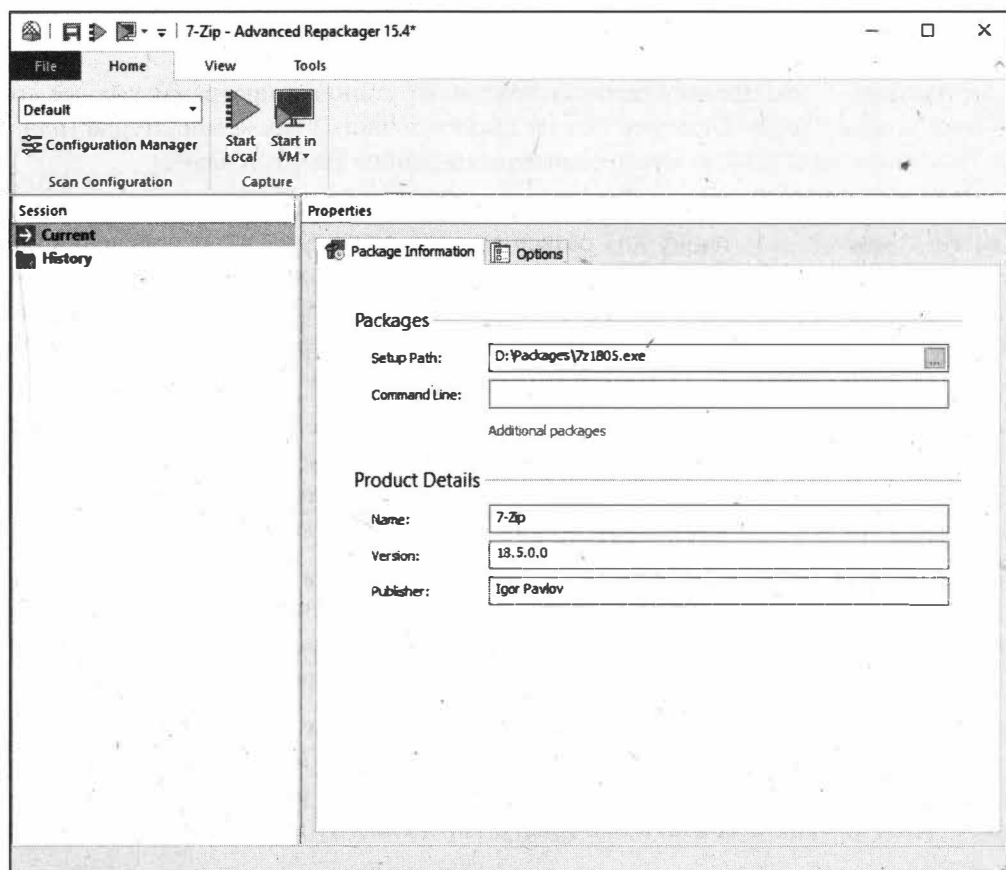 7-Zip - Advanced Repackager 15.4*
File Home View Tools
Default
Configuration Manager
Start Local
Start in VM
Scan Configuration Capture
Session
Current
History
Properties
Package Information Options
Packages
Setup Path: D:\Packages\7z1805.exe ...
Command Line:
Additional packages
Product Details
Name: 7-Zip
Version: 18.5.0.0
Publisher: Igor Pavlov